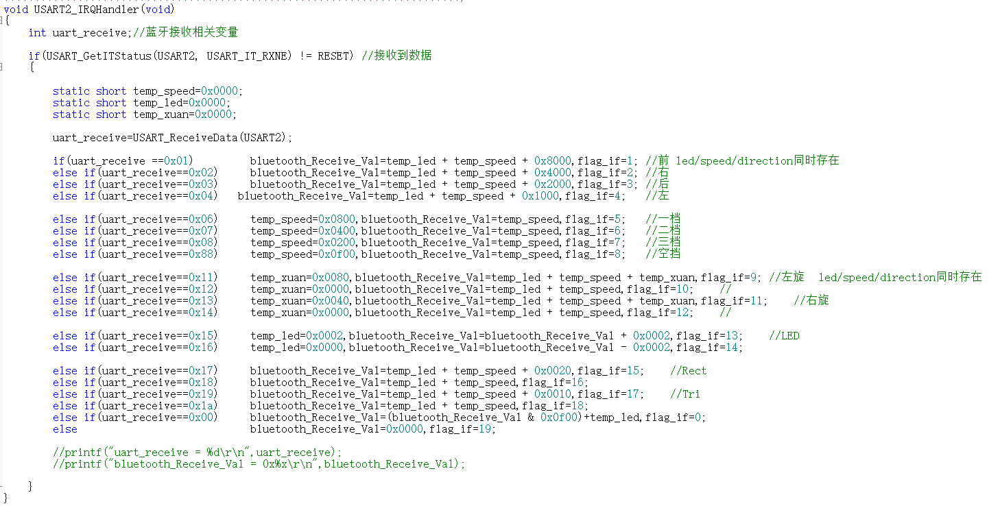 void USART2_IRQHandler(void)
{
int uart_receive;//蓝牙接收相关变量
if(USART_GetITStatus(USART2, USART_IT_RXNE) != RESET) //接收到数据
{
static short temp_speed=0x0000;
static short temp_led=0x0000;
static short temp_xuan=0x0000;
uart_receive=USART_ReceiveData(USART2);
if(uart_receive ==0x01) bluetooth_Receive_Val=temp_led + temp_speed + 0x8000,flag_if=1; //前 led/speed/direction同时存在
else if(uart_receive==0x02) bluetooth_Receive_Val=temp_led + temp_speed + 0x4000,flag_if=2; //右
else if(uart_receive==0x03) bluetooth_Receive_Val=temp_led + temp_speed + 0x2000,flag_if=3; //后
else if(uart_receive==0x04) bluetooth_Receive_Val=temp_led + temp_speed + 0x1000,flag_if=4; //左
else if(uart_receive==0x06) temp_speed=0x0800,bluetooth_Receive_Val=temp_speed,flag_if=5; //一档
else if(uart_receive==0x07) temp_speed=0x0400,bluetooth_Receive_Val=temp_speed,flag_if=6; //二档
else if(uart_receive==0x08) temp_speed=0x0200,bluetooth_Receive_Val=temp_speed,flag_if=7; //三档
else if(uart_receive==0x88) temp_speed=0x0f00,bluetooth_Receive_Val=temp_speed,flag_if=8; //空挡
else if(uart_receive==0x11) temp_xuan=0x0080,bluetooth_Receive_Val=temp_led + temp_speed + temp_xuan,flag_if=9; //左旋 led/speed/direction同时存在
else if(uart_receive==0x12) temp_xuan=0x0000,bluetooth_Receive_Val=temp_led + temp_speed,flag_if=10; //
else if(uart_receive==0x13) temp_xuan=0x0040,bluetooth_Receive_Val=temp_led + temp_speed + temp_xuan,flag_if=11; //右旋
else if(uart_receive==0x14) temp_xuan=0x0000,bluetooth_Receive_Val=temp_led + temp_speed,flag_if=12; //
else if(uart_receive==0x15) temp_led=0x0002,bluetooth_Receive_Val=bluetooth_Receive_Val + 0x0002,flag_if=13; //LED
else if(uart_receive==0x16) temp_led=0x0000,bluetooth_Receive_Val=bluetooth_Receive_Val - 0x0002,flag_if=14;
else if(uart_receive==0x17) bluetooth_Receive_Val=temp_led + temp_speed + 0x0020,flag_if=15; //Rect
else if(uart_receive==0x18) bluetooth_Receive_Val=temp_led + temp_speed,flag_if=16;
else if(uart_receive==0x19) bluetooth_Receive_Val=temp_led + temp_speed + 0x0010,flag_if=17; //Tri
else if(uart_receive==0x1a) bluetooth_Receive_Val=temp_led + temp_speed,flag_if=18;
else if(uart_receive==0x00) bluetooth_Receive_Val=(bluetooth_Receive_Val & 0x0f00)+temp_led,flag_if=0;
else bluetooth_Receive_Val=0x0000,flag_if=19;
//printf("uart_receive = %d\r\n",uart_receive);
//printf("bluetooth_Receive_Val = 0x%x\r\n",bluetooth_Receive_Val);
}
}